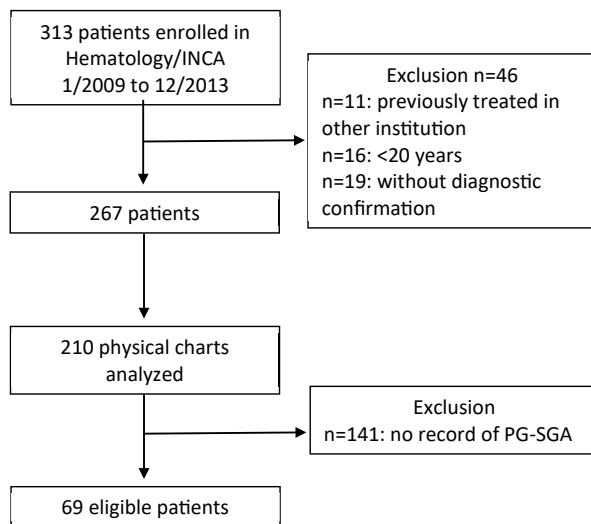 313 patients enrolled in
Hematology/INCA
1/2009 to 12/2013
Exclusion n=46
n=11: previously treated in
other institution
n=16: <20 years
n=19: without diagnostic
confirmation
267 patients
210 physical charts
analyzed
Exclusion
n=141: no record of PG-SGA
69 eligible patients